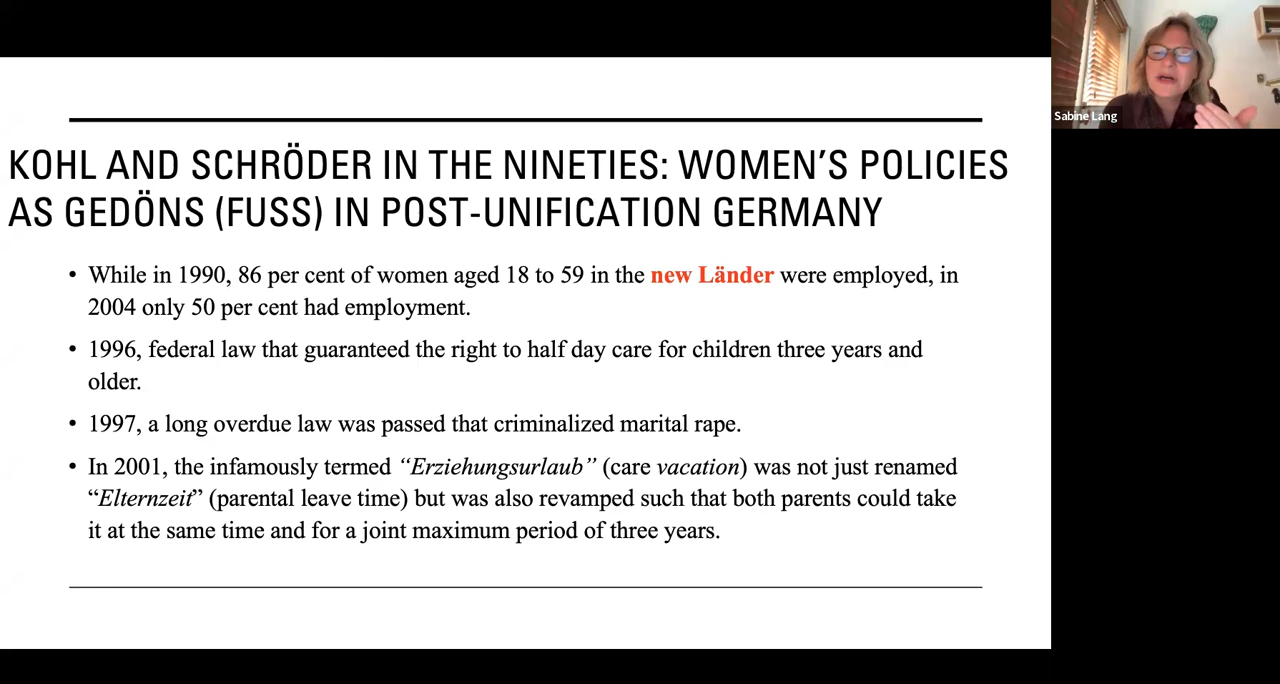 Sabine Lang
KOHL AND SCHRÖDER IN THE NINETIES: WOMEN’S POLICIES
AS GEDÖNS (FUSS) IN POST-UNIFICATION GERMANY
• While in 1990, 86 per cent of women aged 18 to 59 in the new Länder were employed, in
2004 only 50 per cent had employment.
• 1996, federal law that guaranteed the right to half day care for children three years and
older.
• 1997, a long overdue law was passed that criminalized marital rape.
• In 2001, the infamously termed “Erziehungsurlaub” (care vacation) was not just renamed
“Elternzeit” (parental leave time) but was also revamped such that both parents could take
it at the same time and for a joint maximum period of three years.